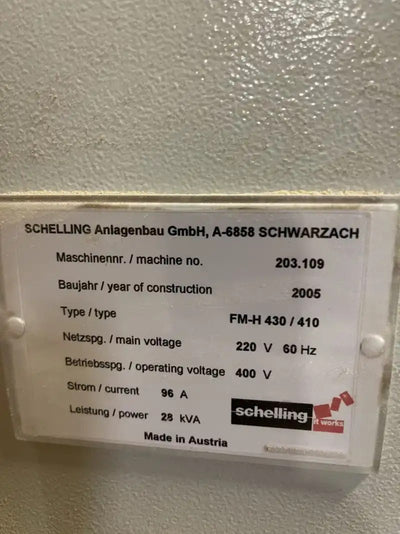 SCHELLING Anlagenbau GmbH, A-6858 SCHWARZACH
Maschinennr. / machine no. 203.109
Baujahr / year of construction 2005
Type / type FM-H 430 / 410
Netzspg. / main voltage 220 V 60 Hz
Betriebsspg. / operating voltage 400 V
Strom / current 96 A
Leistung / power 28 kVA
schelling
it works
Made in Austria